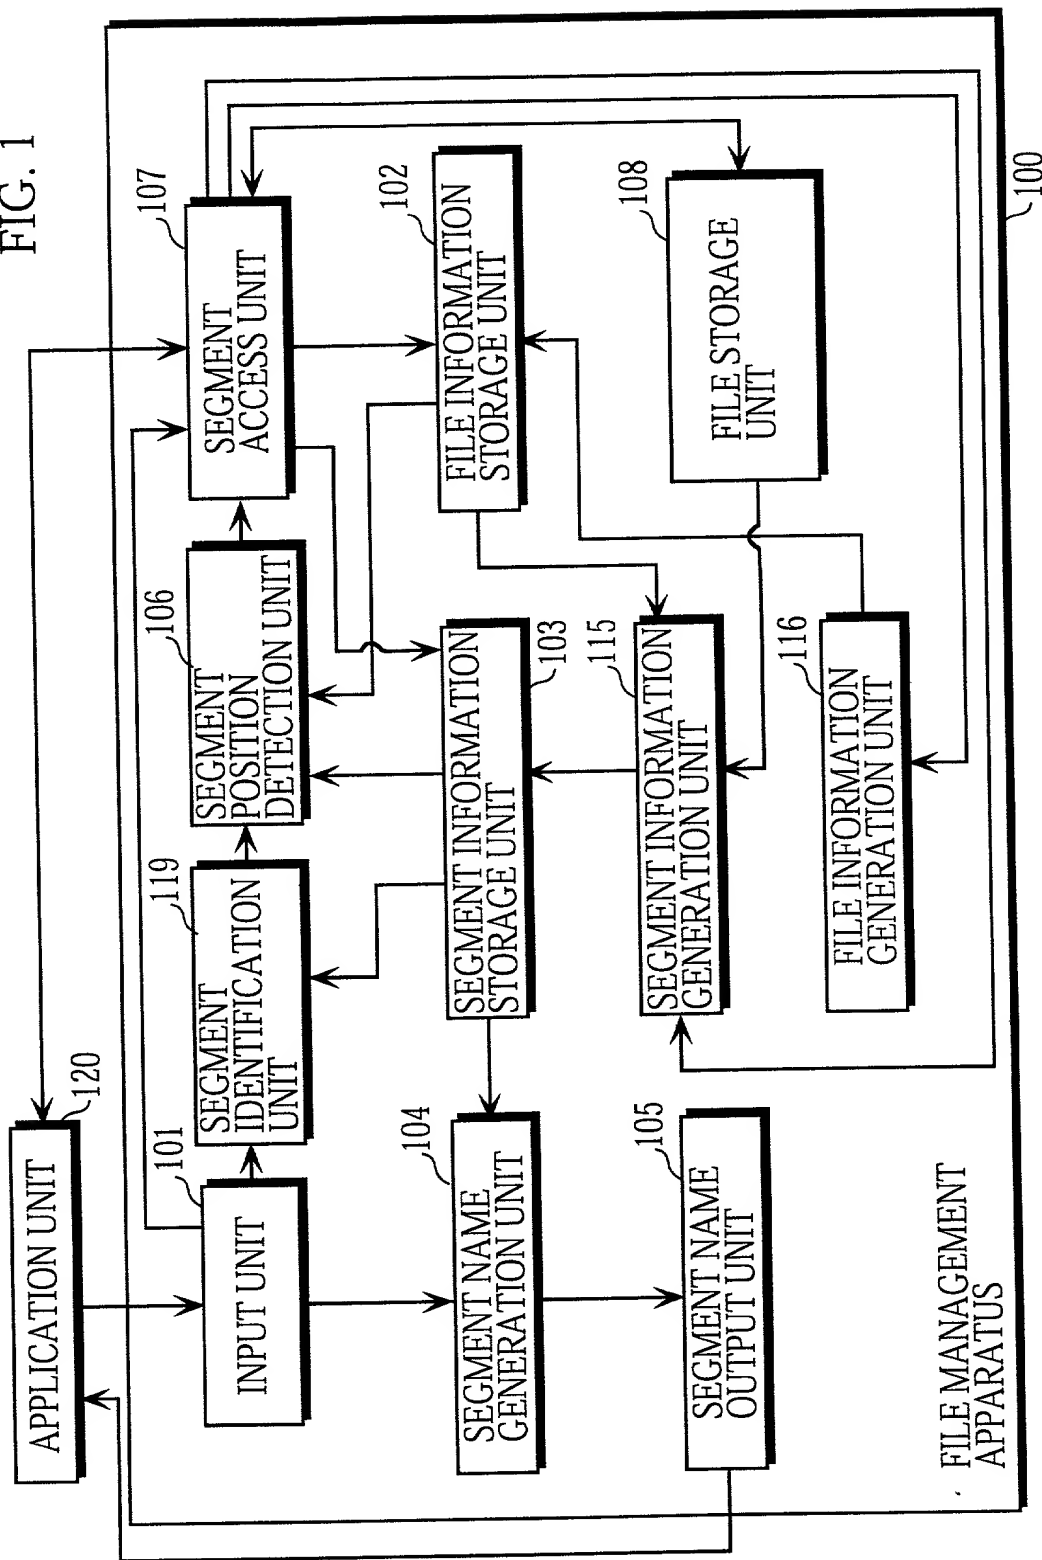 FIG. 1
APPLICATION UNIT
120
101
INPUT UNIT
119
SEGMENT
IDENTIFICATION
UNIT
106
SEGMENT
POSITION
DETECTION UNIT
107
SEGMENT
ACCESS UNIT
104
SEGMENT NAME
GENERATION UNIT
SEGMENT INFORMATION
STORAGE UNIT
103
102
FILE INFORMATION
STORAGE UNIT
105
SEGMENT NAME
OUTPUT UNIT
115
SEGMENT INFORMATION
GENERATION UNIT
108
FILE STORAGE
UNIT
116
FILE INFORMATION
GENERATION UNIT
FILE MANAGEMENT
APPARATUS
100